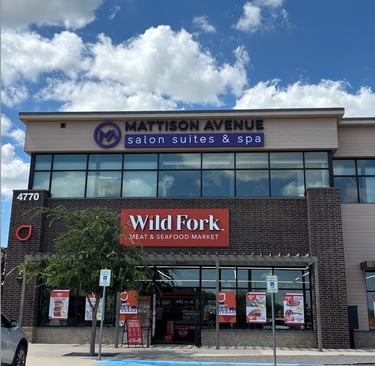 MA
MATTISON AVENUE
salon suites & spa
4770
Wild Fork
MEAT & SEAFOOD MARKET